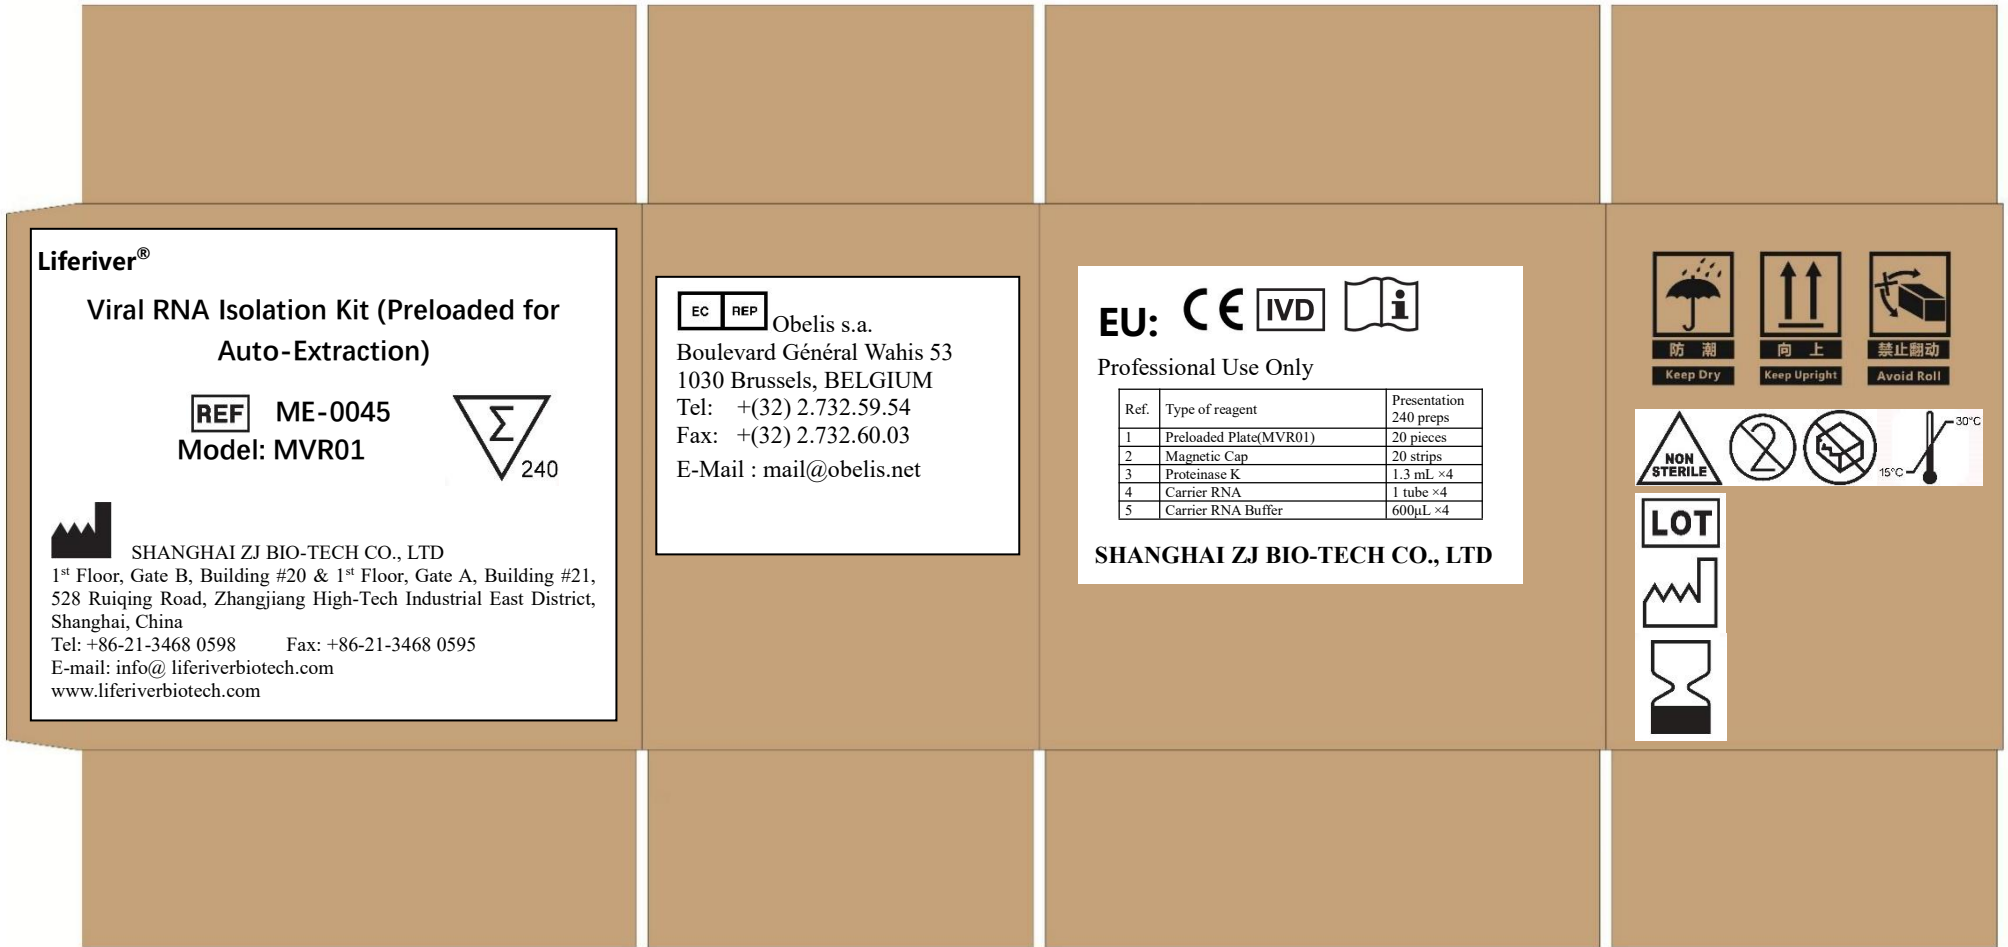 Liferiver®
Viral RNA Isolation Kit (Preloaded for
Auto-Extraction)
REF ME-0045
Model: MVR01
Σ
240
SHANGHAI ZJ BIO-TECH CO., LTD
1st Floor, Gate B, Building #20 & 1st Floor, Gate A, Building #21,
528 Ruiqing Road, Zhangjiang High-Tech Industrial East District,
Shanghai, China
Tel: +86-21-3468 0598 Fax: +86-21-3468 0595
E-mail: info@ liferiverbiotech.com
www.liferiverbiotech.com
EC REP Obelis s.a.
Boulevard Général Wahis 53
1030 Brussels, BELGIUM
Tel: +(32) 2.732.59.54
Fax: +(32) 2.732.60.03
E-Mail : mail@obelis.net
EU: CE IVD i
Professional Use Only
Ref. Type of reagent Presentation 240 preps
1 Preloaded Plate(MVR01) 20 pieces
2 Magnetic Cap 20 strips
3 Proteinase K 1.3 mL ×4
4 Carrier RNA 1 tube ×4
5 Carrier RNA Buffer 600μL ×4
SHANGHAI ZJ BIO-TECH CO., LTD
防 潮 向 上 禁止翻动
Keep Dry Keep Upright Avoid Roll
NON STERILE 2 15°C 30°C
LOT